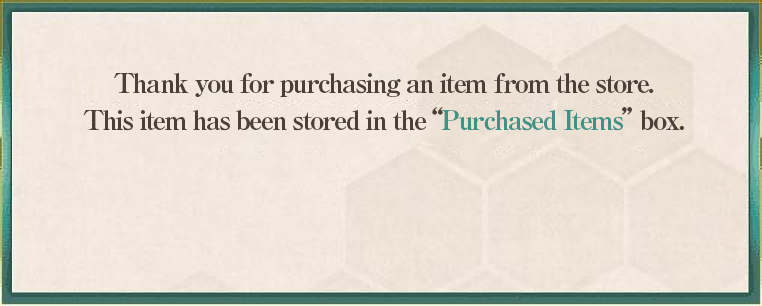 Thank you for purchasing an item from the store.
This item has been stored in the “Purchased Items” box.